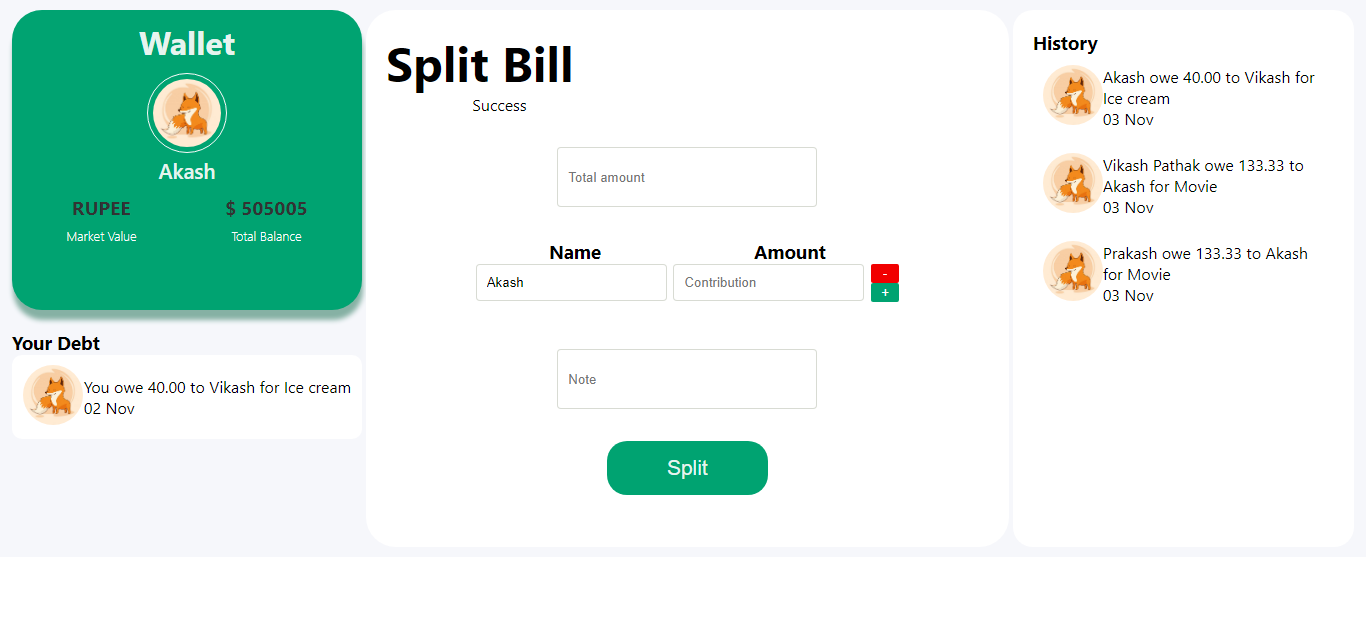 Wallet
Akash
RUPEE
$ 505005
Market Value
Total Balance
Your Debt
You owe 40.00 to Vikash for Ice cream
02 Nov
Split Bill
Success
Total amount
Name
Amount
Akash
Contribution
-
+
Note
Split
History
Akash owe 40.00 to Vikash for
Ice cream
03 Nov
Vikash Pathak owe 133.33 to
Akash for Movie
03 Nov
Prakash owe 133.33 to Akash
for Movie
03 Nov